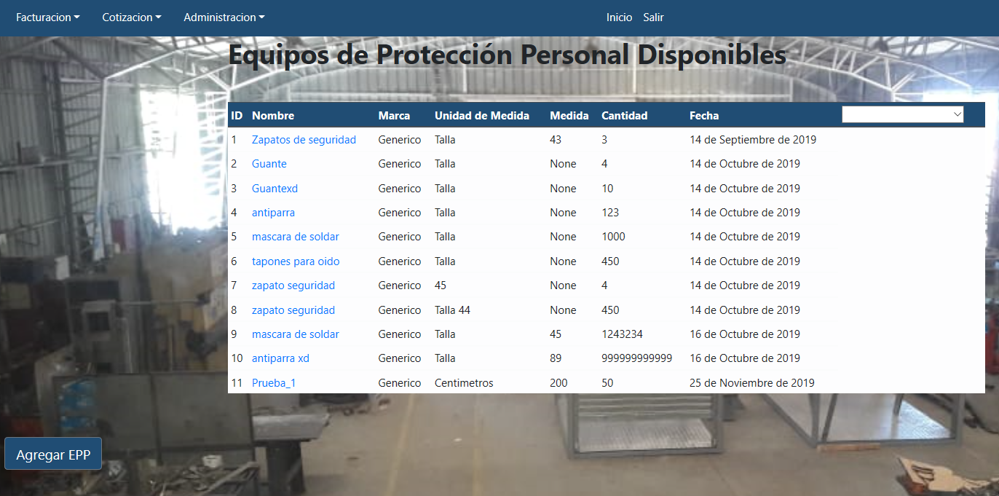 Facturacion Cotizacion Administracion Inicio Salir
Equipos de Protección Personal Disponibles
ID Nombre Marca Unidad de Medida Medida Cantidad Fecha
1 Zapatos de seguridad Generico Talla 43 3 14 de Septiembre de 2019
2 Guante Generico Talla None 4 14 de Octubre de 2019
3 Guantexd Generico Talla None 10 14 de Octubre de 2019
4 antiparra Generico Talla None 123 14 de Octubre de 2019
5 mascara de soldar Generico Talla None 1000 14 de Octubre de 2019
6 tapones para oido Generico Talla None 450 14 de Octubre de 2019
7 zapato seguridad Generico 45 None 4 14 de Octubre de 2019
8 zapato seguridad Generico Talla 44 None 450 14 de Octubre de 2019
9 mascara de soldar Generico Talla 45 1243234 16 de Octubre de 2019
10 antiparra xd Generico Talla 89 999999999999 16 de Octubre de 2019
11 Prueba_1 Generico Centimetros 200 50 25 de Noviembre de 2019
Agregar EPP